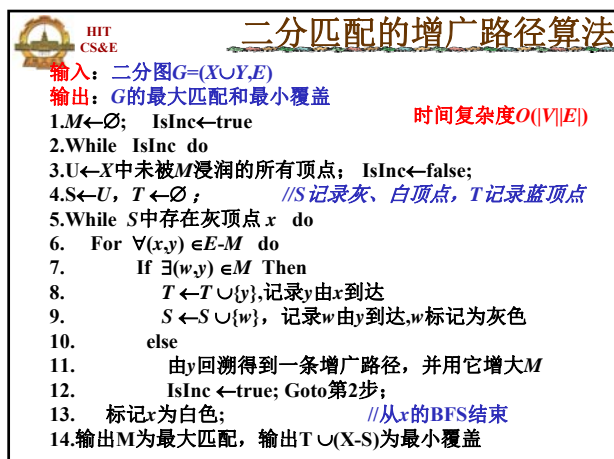 HIT
CS&E
二分匹配的增广路径算法
输入：二分图G=(X∪Y,E)
输出：G的最大匹配和最小覆盖
时间复杂度O(|V||E|)
1.M←∅; IsInc←true
2.While IsInc do
3.U←X中未被M浸润的所有顶点； IsInc←false;
4.S←U，T ←∅； //S记录灰、白顶点，T记录蓝顶点
5.While S中存在灰顶点 x do
6. For ∀(x,y) ∈E-M do
7. If ∃(w,y) ∈M Then
8. T ←T ∪{y},记录y由x到达
9. S ←S ∪{w}，记录w由y到达,w标记为灰色
10. else
11. 由y回溯得到一条增广路径，并用它增大M
12. IsInc ←true; Goto第2步；
13. 标记x为白色; //从x的BFS结束
14.输出M为最大匹配，输出T ∪(X-S)为最小覆盖